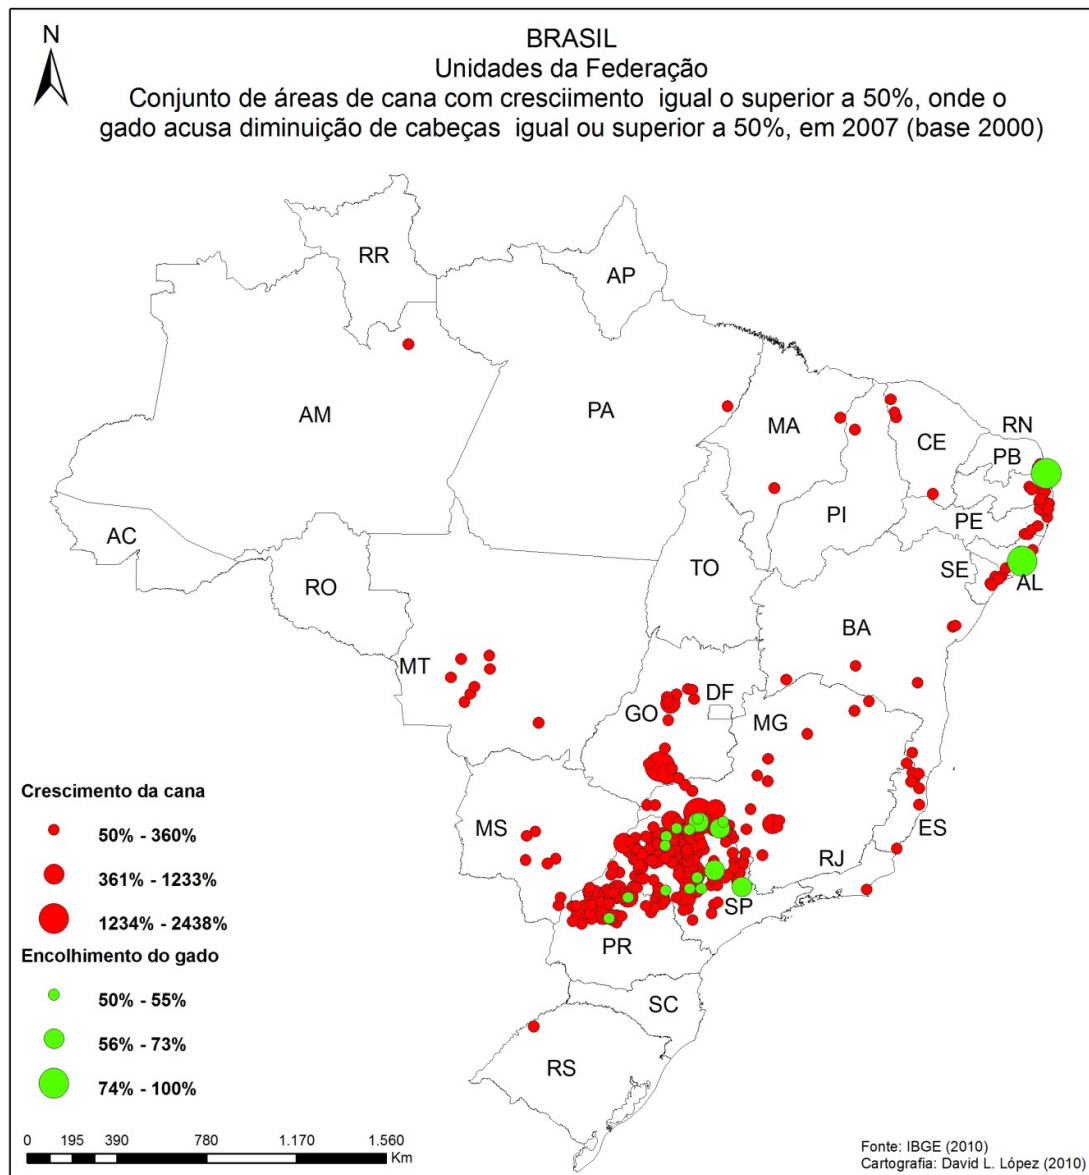 N
BRASIL
Unidades da Federação
Conjunto de áreas de cana com cresciimento igual o superior a 50%, onde o
gado acusa diminuição de cabeças igual ou superior a 50%, em 2007 (base 2000)
RR
AP
AM
PA
MA
CE
RN
PB
PI
PE
AC
TO
SE
AL
RO
BA
MT
DF
GO
MG
MS
ES
RJ
SP
PR
SC
RS
Crescimento da cana
50% - 360%
361% - 1233%
1234% - 2438%
Encolhimento do gado
50% - 55%
56% - 73%
74% - 100%
0 195 390 780 1.170 1.560
Km
Fonte: IBGE (2010)
Cartografia: David L. López (2010)